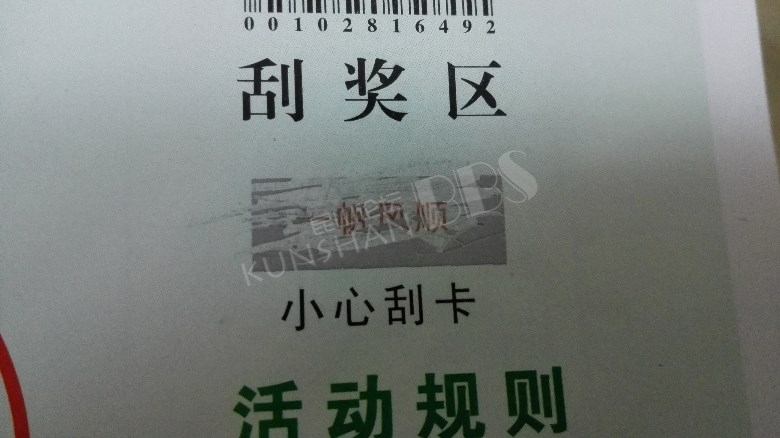 00102816492
刮奖区
一帆风顺
昆山论坛 BBS
KUNSHAN
小心刮卡
活动规则